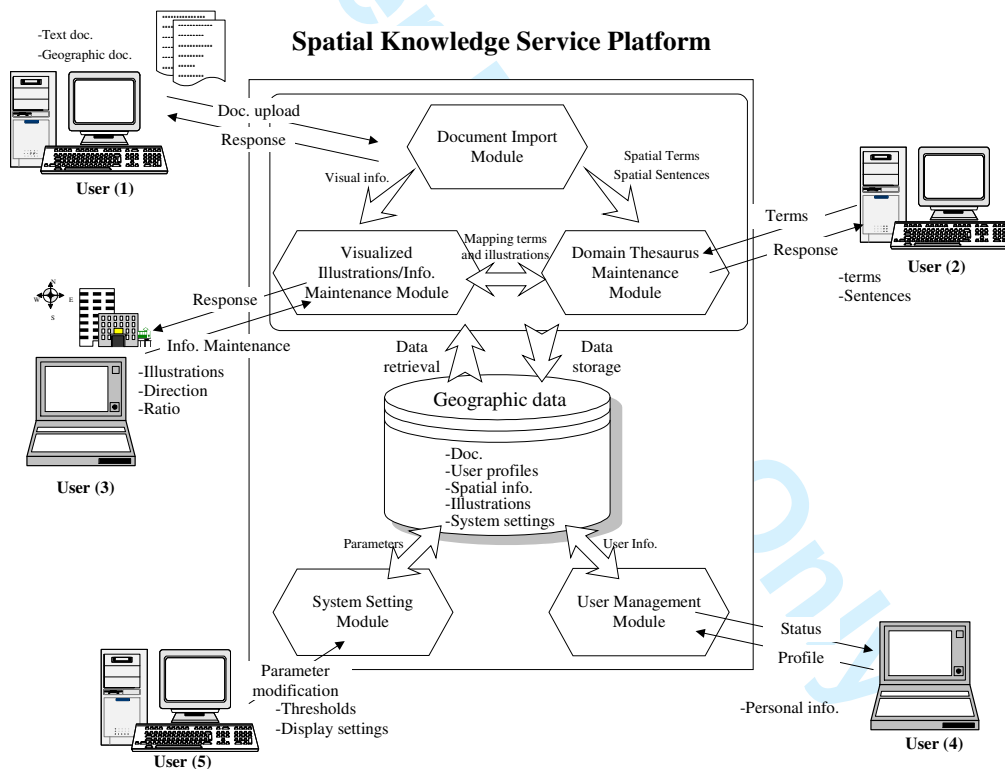 Spatial Knowledge Service Platform
-Text doc.
-Geographic doc.
User (1)
Doc. upload
Response
Document Import
Module
Visual info.
Spatial Terms
Spatial Sentences
Visualized
Illustrations/Info.
Maintenance Module
Mapping terms
and illustrations
Domain Thesaurus
Maintenance
Module
Terms
Response
User (2)
-terms
-Sentences
N
W
E
S
Response
Info. Maintenance
-Illustrations
-Direction
-Ratio
User (3)
Data
retrieval
Data
storage
Geographic data
-Doc.
-User profiles
-Spatial info.
-Illustrations
-System settings
Parameters
User Info.
System Setting
Module
User Management
Module
Status
Profile
-Personal info.
User (4)
Parameter
modification
-Thresholds
-Display settings
User (5)
Only